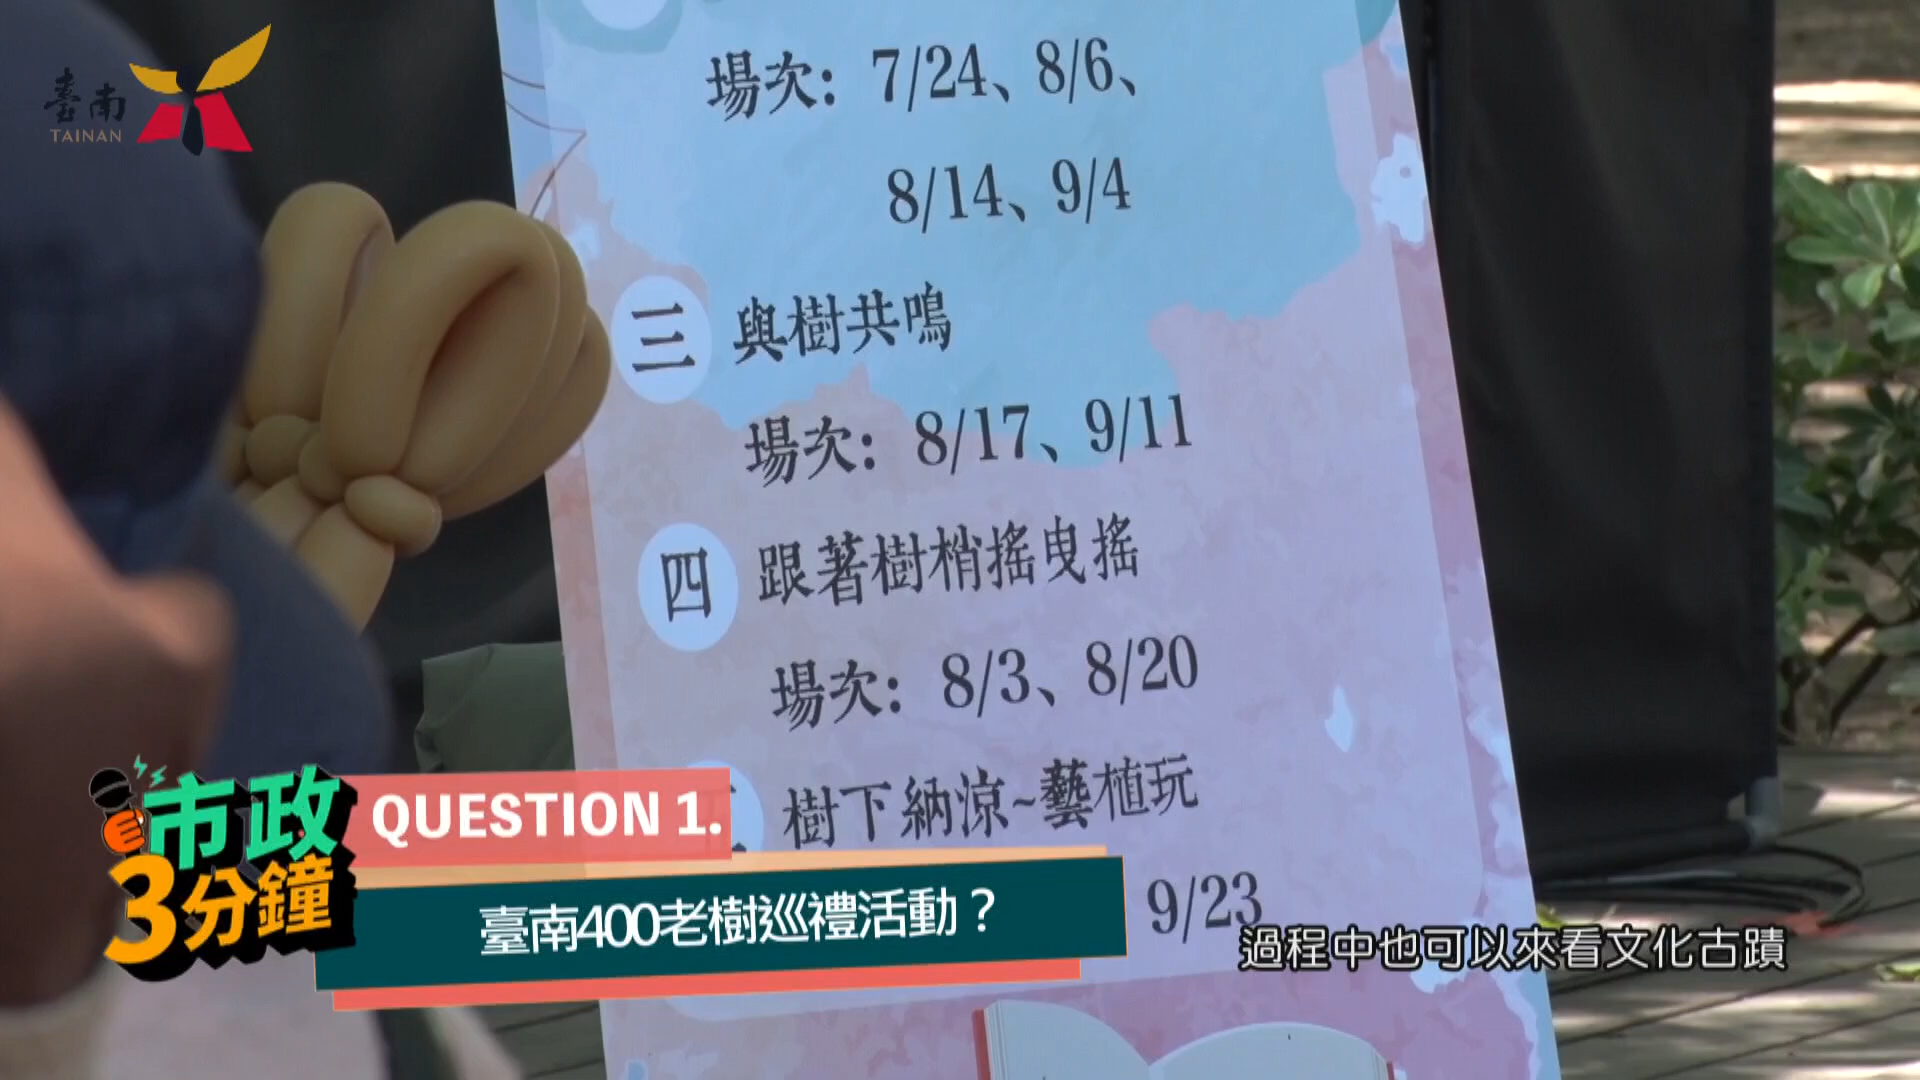 臺南
TAINAN
場次: 7/24、8/6、
8/14、9/4
三 與樹共鳴
場次: 8/17、9/11
四 跟著樹梢搖曳搖
場次: 8/3、8/20
樹下納涼~藝植玩
9/23
市政
3分鐘
QUESTION 1.
臺南400老樹巡禮活動？
過程中也可以來看文化古蹟